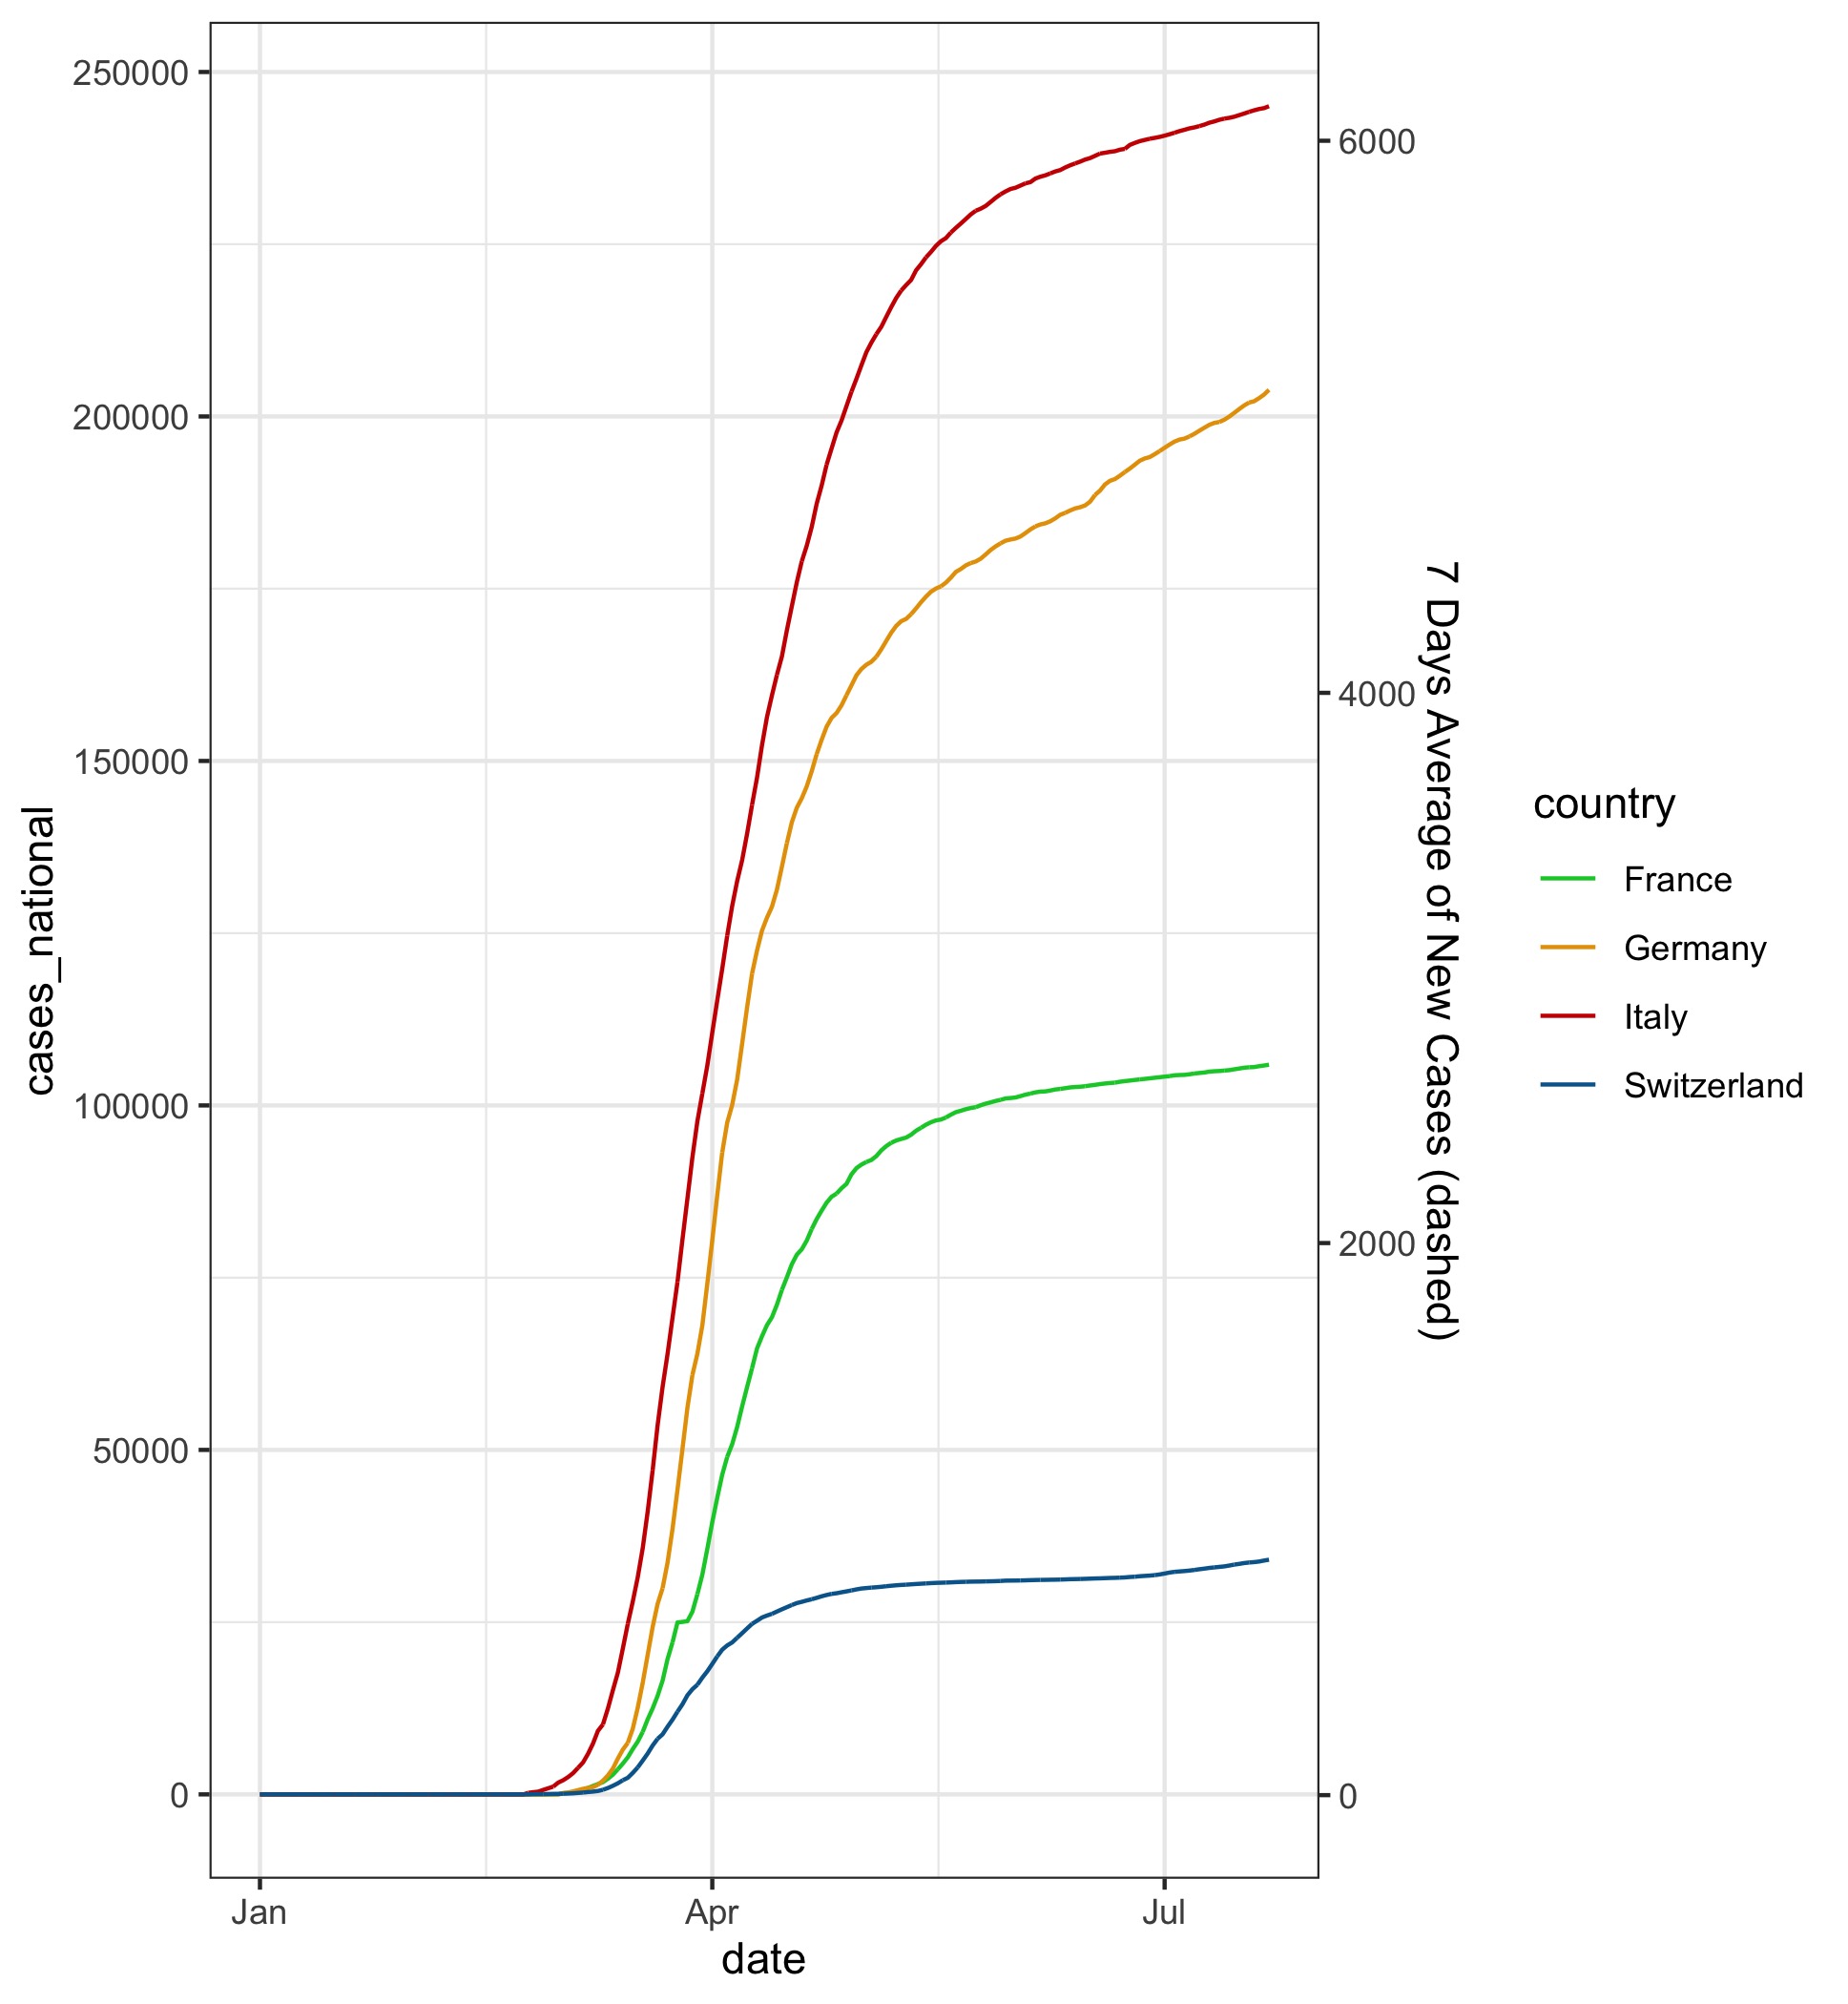 250000
200000
150000
100000
50000
0
cases_national
6000
4000
2000
0
7 Days Average of New Cases (dashed)
Jan
Apr
Jul
date
country
France
Germany
Italy
Switzerland